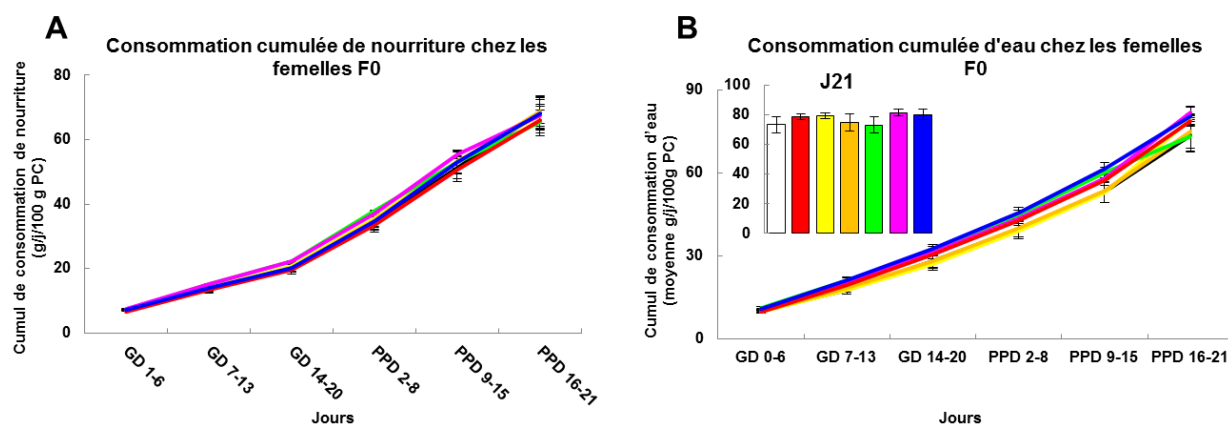 A
Consommation cumulée de nourriture chez les
femelles F0
Cumul de consommation de nourriture
(g/j/100 g PC)
80
60
40
20
0
GD 1-6
GD 7-13
GD 14-20
PPD 2-8
PPD 9-15
PPD 16-21
Jours
B
Consommation cumulée d'eau chez les femelles
F0
Cumul de consommation d'eau
(moyenne g/j/100g PC)
90
60
30
0
J21
100
80
60
40
20
0
GD 0-6
GD 7-13
GD 14-20
PPD 2-8
PPD 9-15
PPD 16-21
Jours